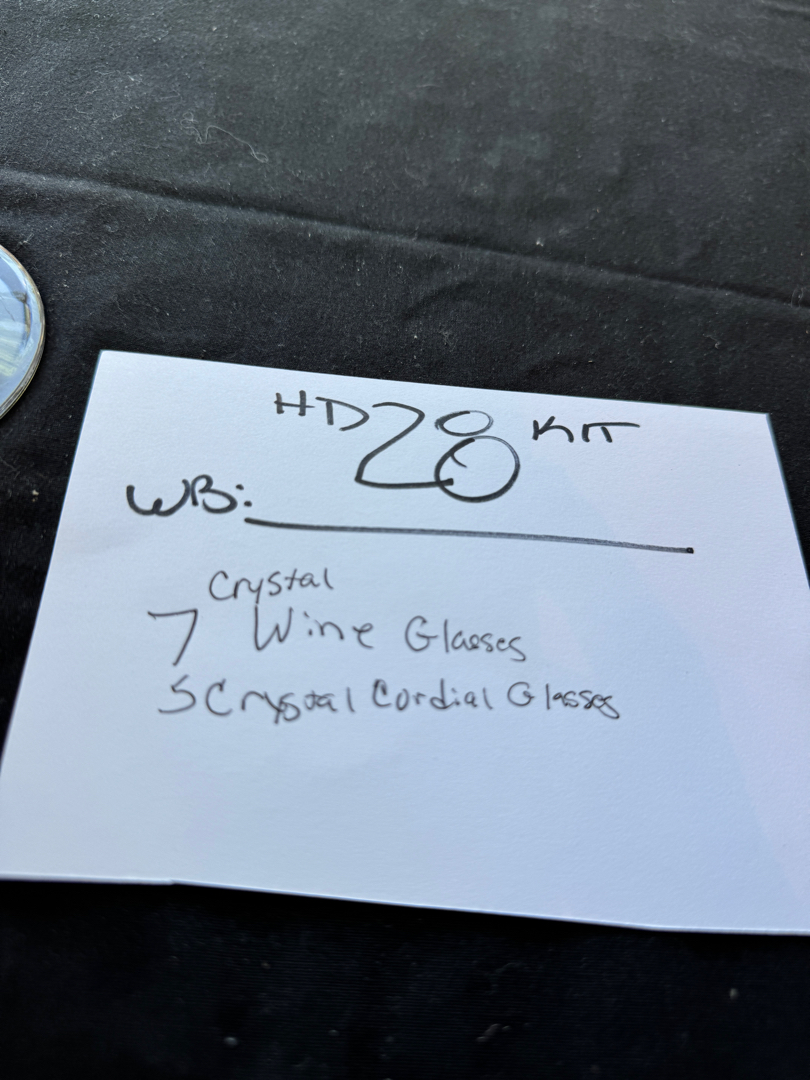 HD 28 KIT
WB:
Crystal
7 Wine Glasses
5 Crystal Cordial Glasses